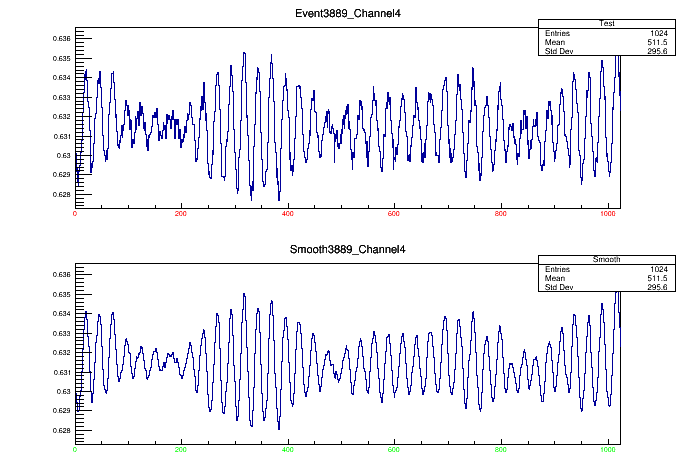 Event3889_Channel4
Test
Entries 1024
Mean 511.5
Std Dev 295.6
0.636
0.635
0.634
0.633
0.632
0.631
0.63
0.629
0.628
0 200 400 600 800 1000
Smooth3889_Channel4
Smooth
Entries 1024
Mean 511.5
Std Dev 295.6
0.636
0.635
0.634
0.633
0.632
0.631
0.63
0.629
0.628
0 200 400 600 800 1000